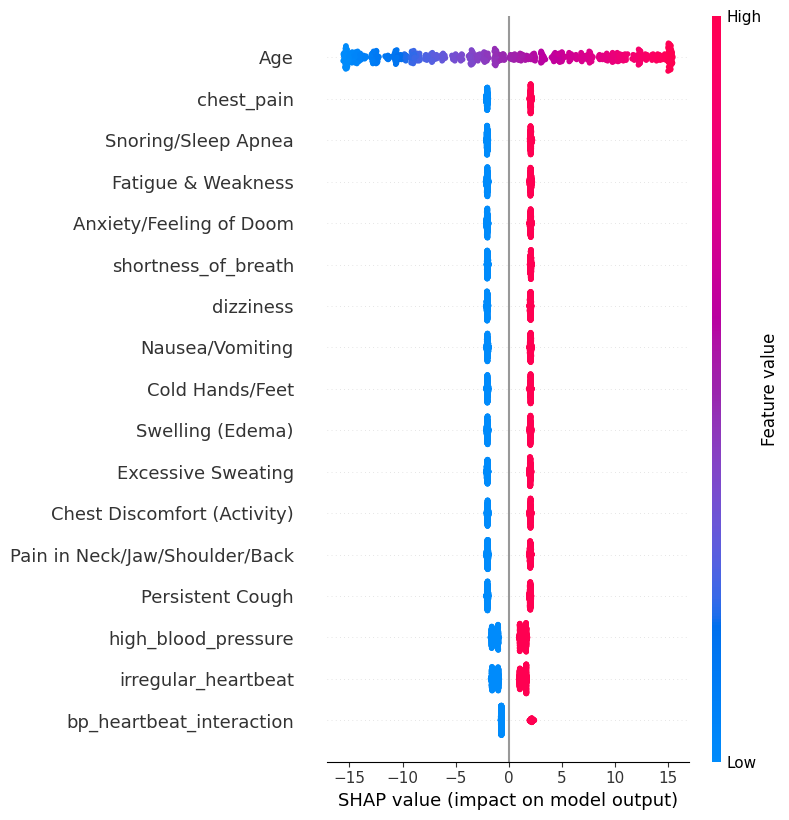 High
Age
chest_pain
Snoring/Sleep Apnea
Fatigue & Weakness
Anxiety/Feeling of Doom
shortness_of_breath
dizziness
Nausea/Vomiting
Cold Hands/Feet
Swelling (Edema)
Excessive Sweating
Chest Discomfort (Activity)
Pain in Neck/Jaw/Shoulder/Back
Persistent Cough
high_blood_pressure
irregular_heartbeat
bp_heartbeat_interaction
Feature value
Low
−15 −10 −5 0 5 10 15
SHAP value (impact on model output)